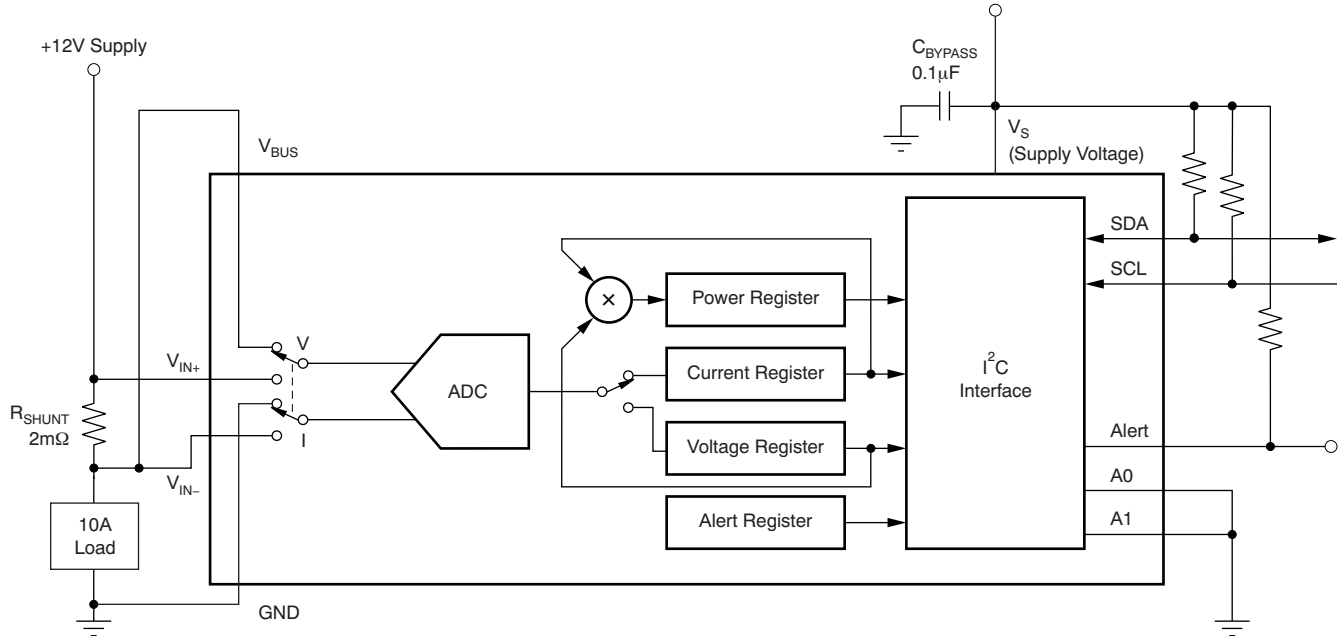 +12V Supply
C_BYPASS
0.1µF
V_BUS
V_S
(Supply Voltage)
SDA
SCL
Power Register
×
V
V_IN+
ADC
Current Register
I²C
Interface
R_SHUNT
2mΩ
I
Voltage Register
Alert
V_IN–
A0
10A
Load
Alert Register
A1
GND